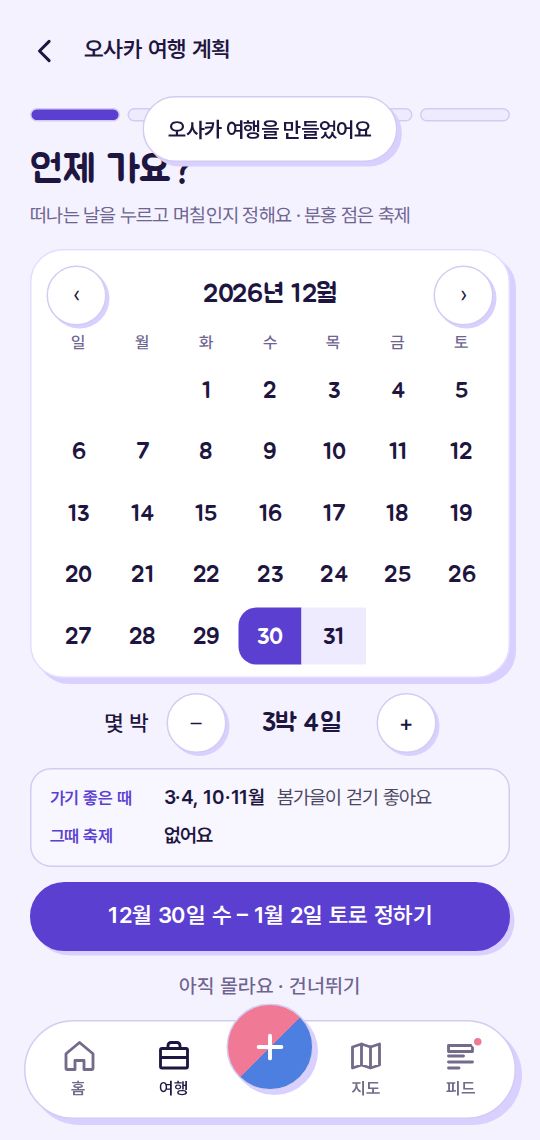 오사카 여행 계획
오사카 여행을 만들었어요
언제 가요?
떠나는 날을 누르고 며칠인지 정해요 · 분홍 점은 축제
‹ 2026년 12월 ›
일 월 화 수 목 금 토
1 2 3 4 5
6 7 8 9 10 11 12
13 14 15 16 17 18 19
20 21 22 23 24 25 26
27 28 29 30 31
몇 박 − 3박 4일 +
가기 좋은 때 3·4, 10·11월 봄가을이 걷기 좋아요
그때 축제 없어요
12월 30일 수 – 1월 2일 토로 정하기
아직 몰라요 · 건너뛰기
홈 여행 지도 피드